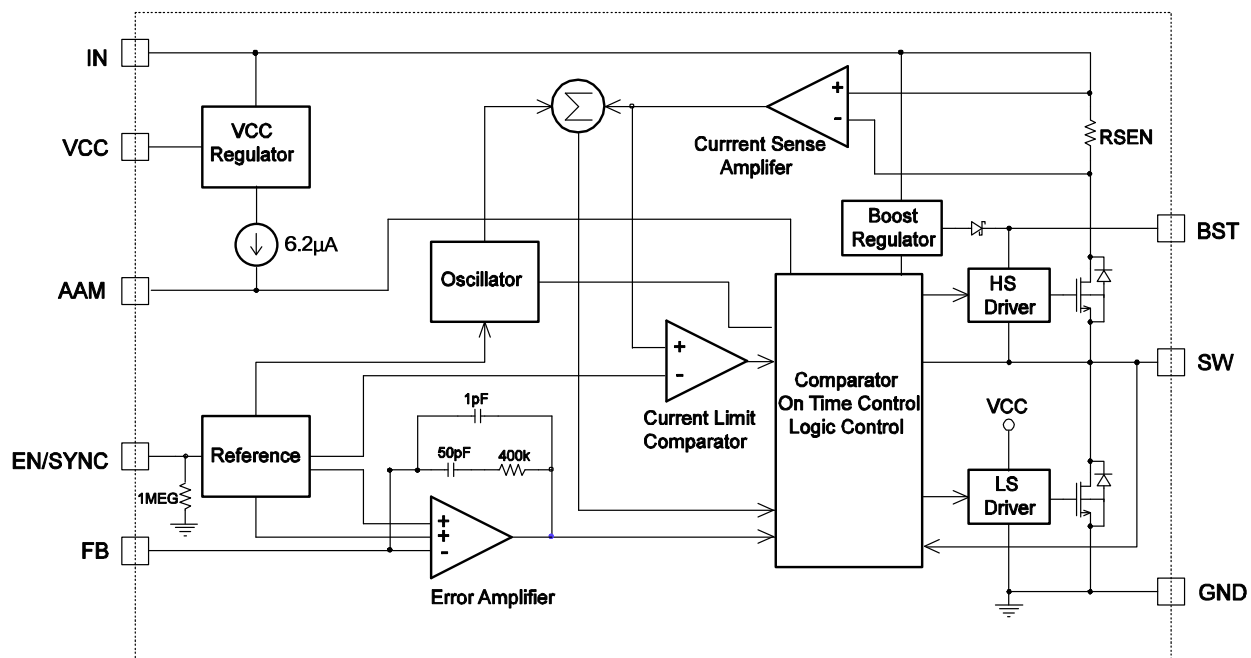 IN
VCC
Regulator
VCC
6.2µA
AAM
Σ
+
-
Currrent Sense
Amplifer
RSEN
Boost
Regulator
BST
Oscillator
HS
Driver
SW
+
-
Current Limit
Comparator
Comparator
On Time Control
Logic Control
VCC
LS
Driver
1pF
50pF
400k
EN/SYNC
Reference
1MEG
FB
+
+
-
Error Amplifier
GND